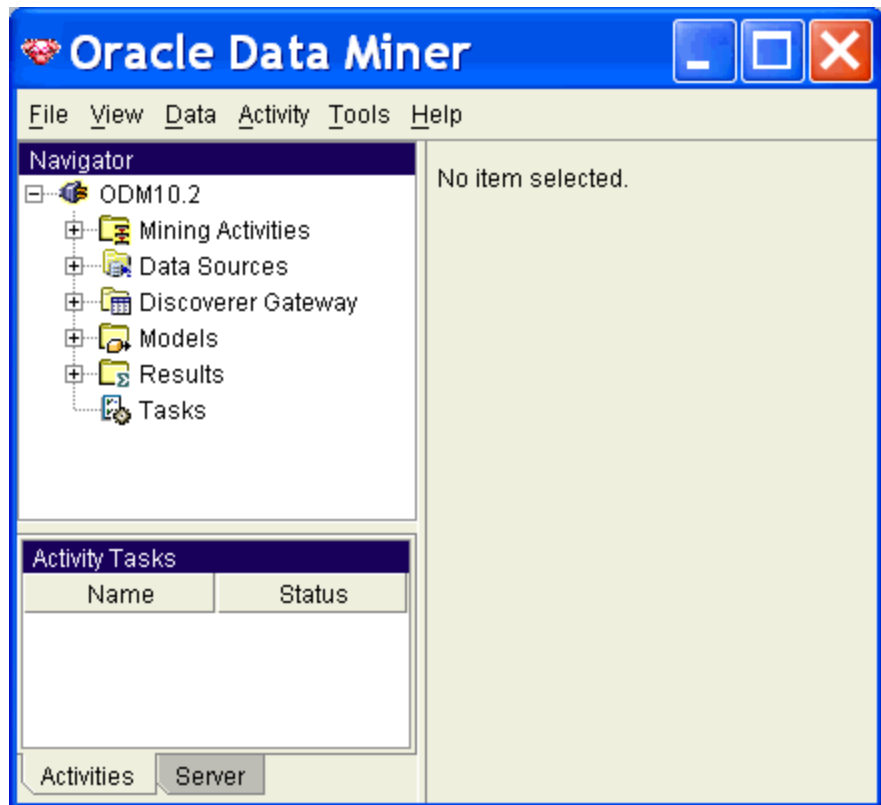 Oracle Data Miner
File View Data Activity Tools Help
Navigator
ODM10.2
Mining Activities
Data Sources
Discoverer Gateway
Models
Results
Tasks
No item selected.
Activity Tasks
Name Status
Activities Server